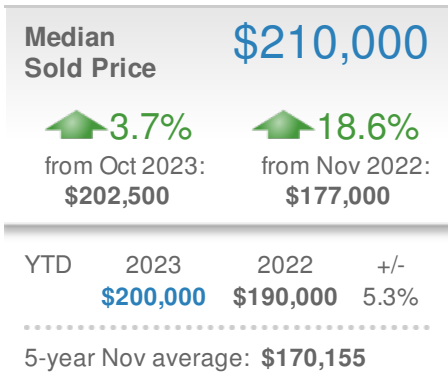 Median
Sold Price
$210,000
3.7%
18.6%
from Oct 2023:
from Nov 2022:
$202,500
$177,000
YTD 2023 2022 +/-
$200,000 $190,000 5.3%
5-year Nov average: $170,155